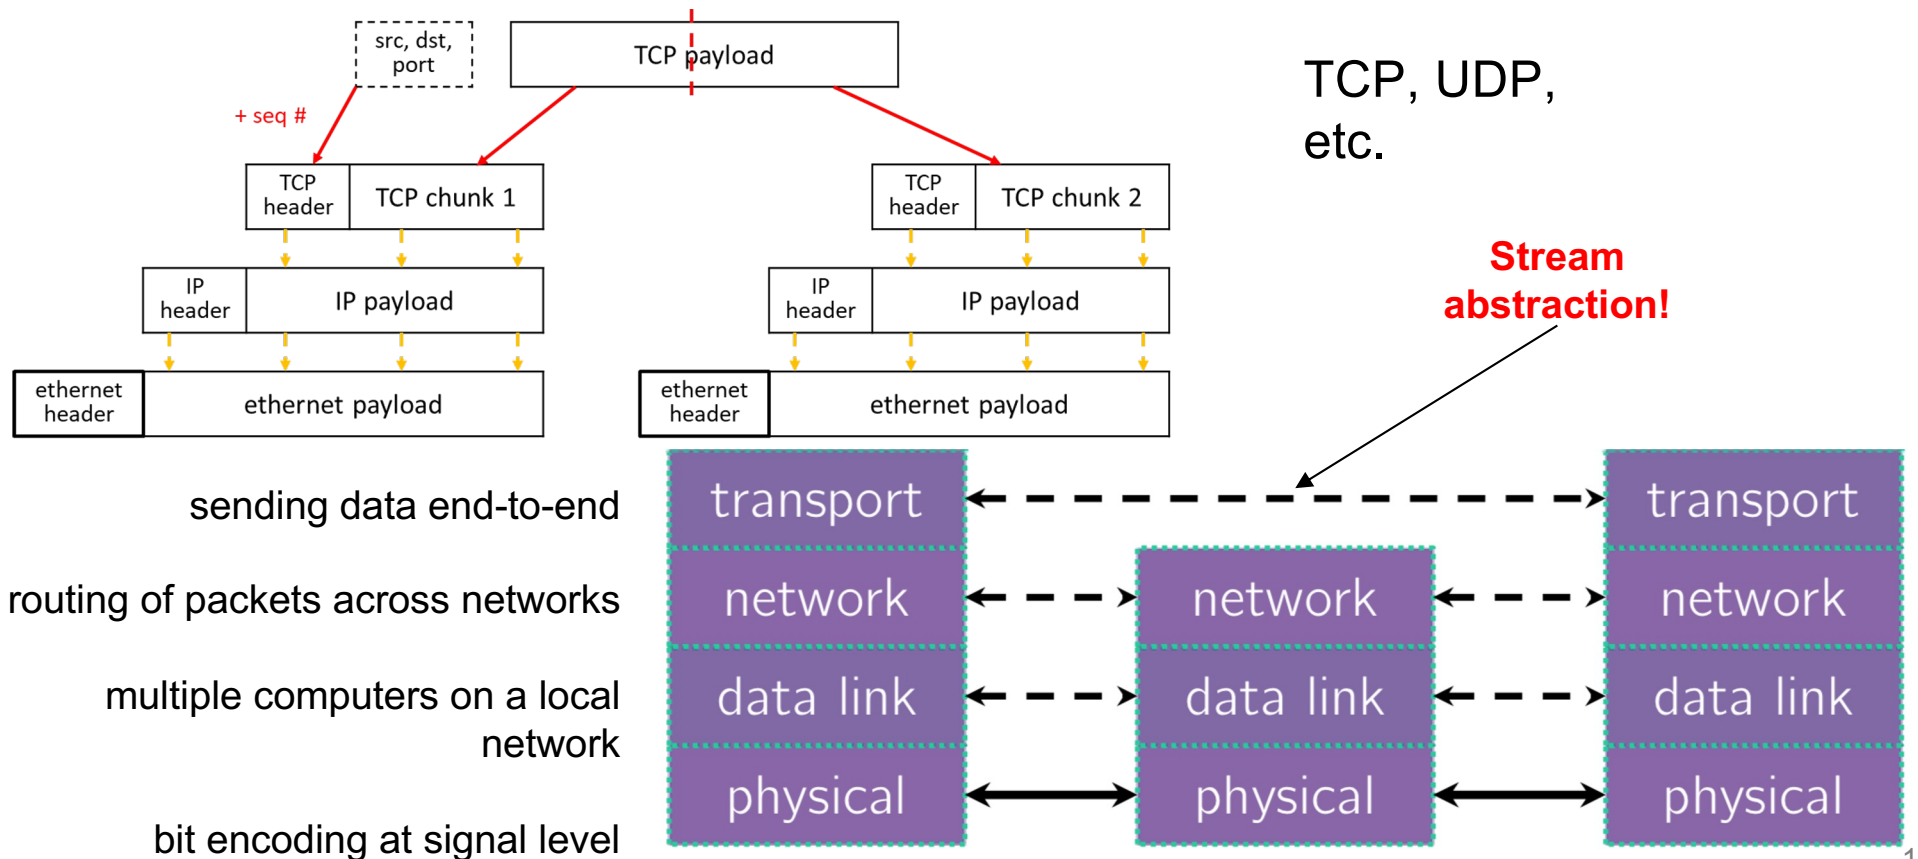 src, dst,
port
TCP payload
+ seq #
TCP
header
TCP chunk 1
TCP
header
TCP chunk 2
IP
header
IP payload
IP
header
IP payload
ethernet
header
ethernet payload
ethernet
header
ethernet payload
TCP, UDP,
etc.
Stream
abstraction!
sending data end-to-end
transport
transport
routing of packets across networks
network
network
network
multiple computers on a local
network
data link
data link
data link
bit encoding at signal level
physical
physical
physical